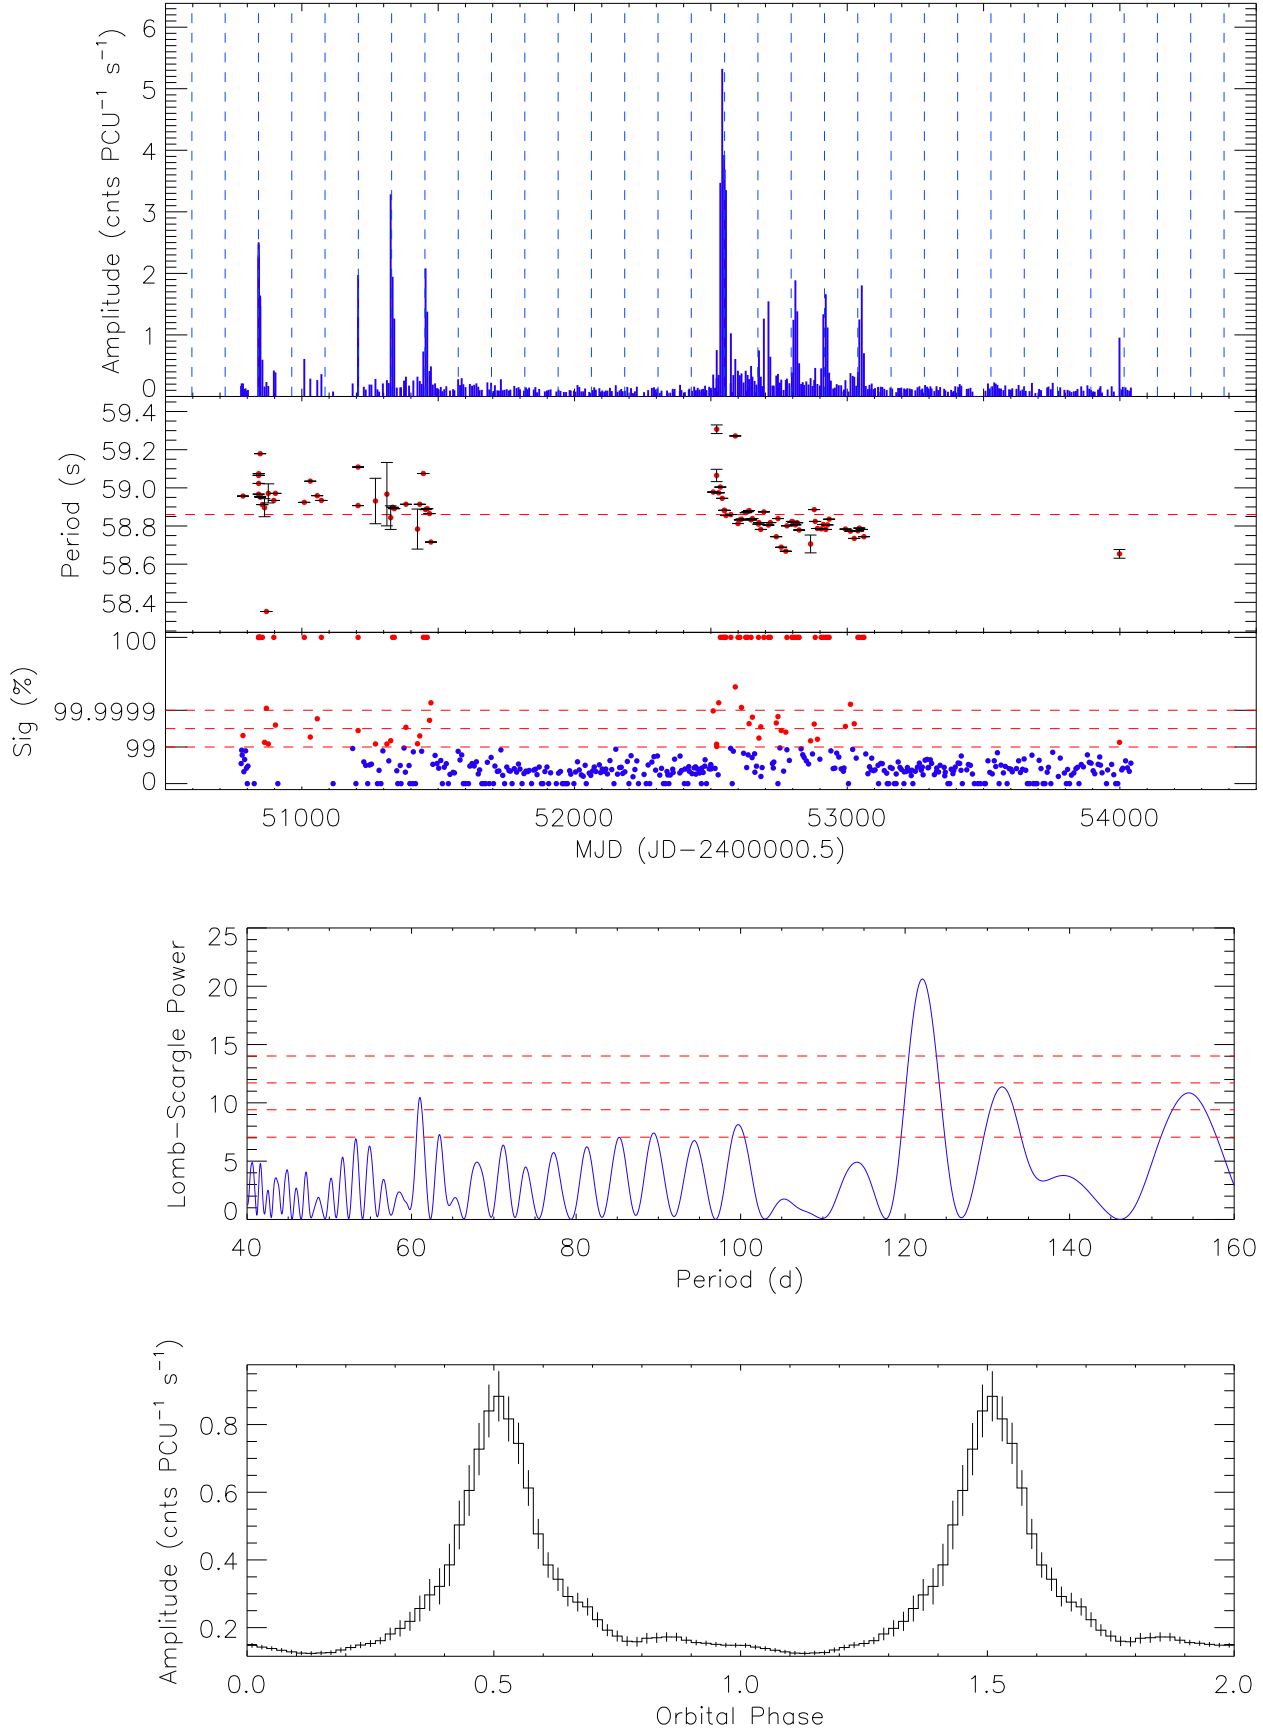 6
5
4
3
2
1
0
Amplitude (cnts PCU⁻¹ s⁻¹)
59.4
59.2
59.0
58.8
58.6
58.4
Period (s)
100
99.9999
99
0
Sig (%)
51000 52000 53000 54000
MJD (JD−2400000.5)
25
20
15
10
5
0
Lomb−Scargle Power
40 60 80 100 120 140 160
Period (d)
0.8
0.6
0.4
0.2
Amplitude (cnts PCU⁻¹ s⁻¹)
0.0 0.5 1.0 1.5 2.0
Orbital Phase